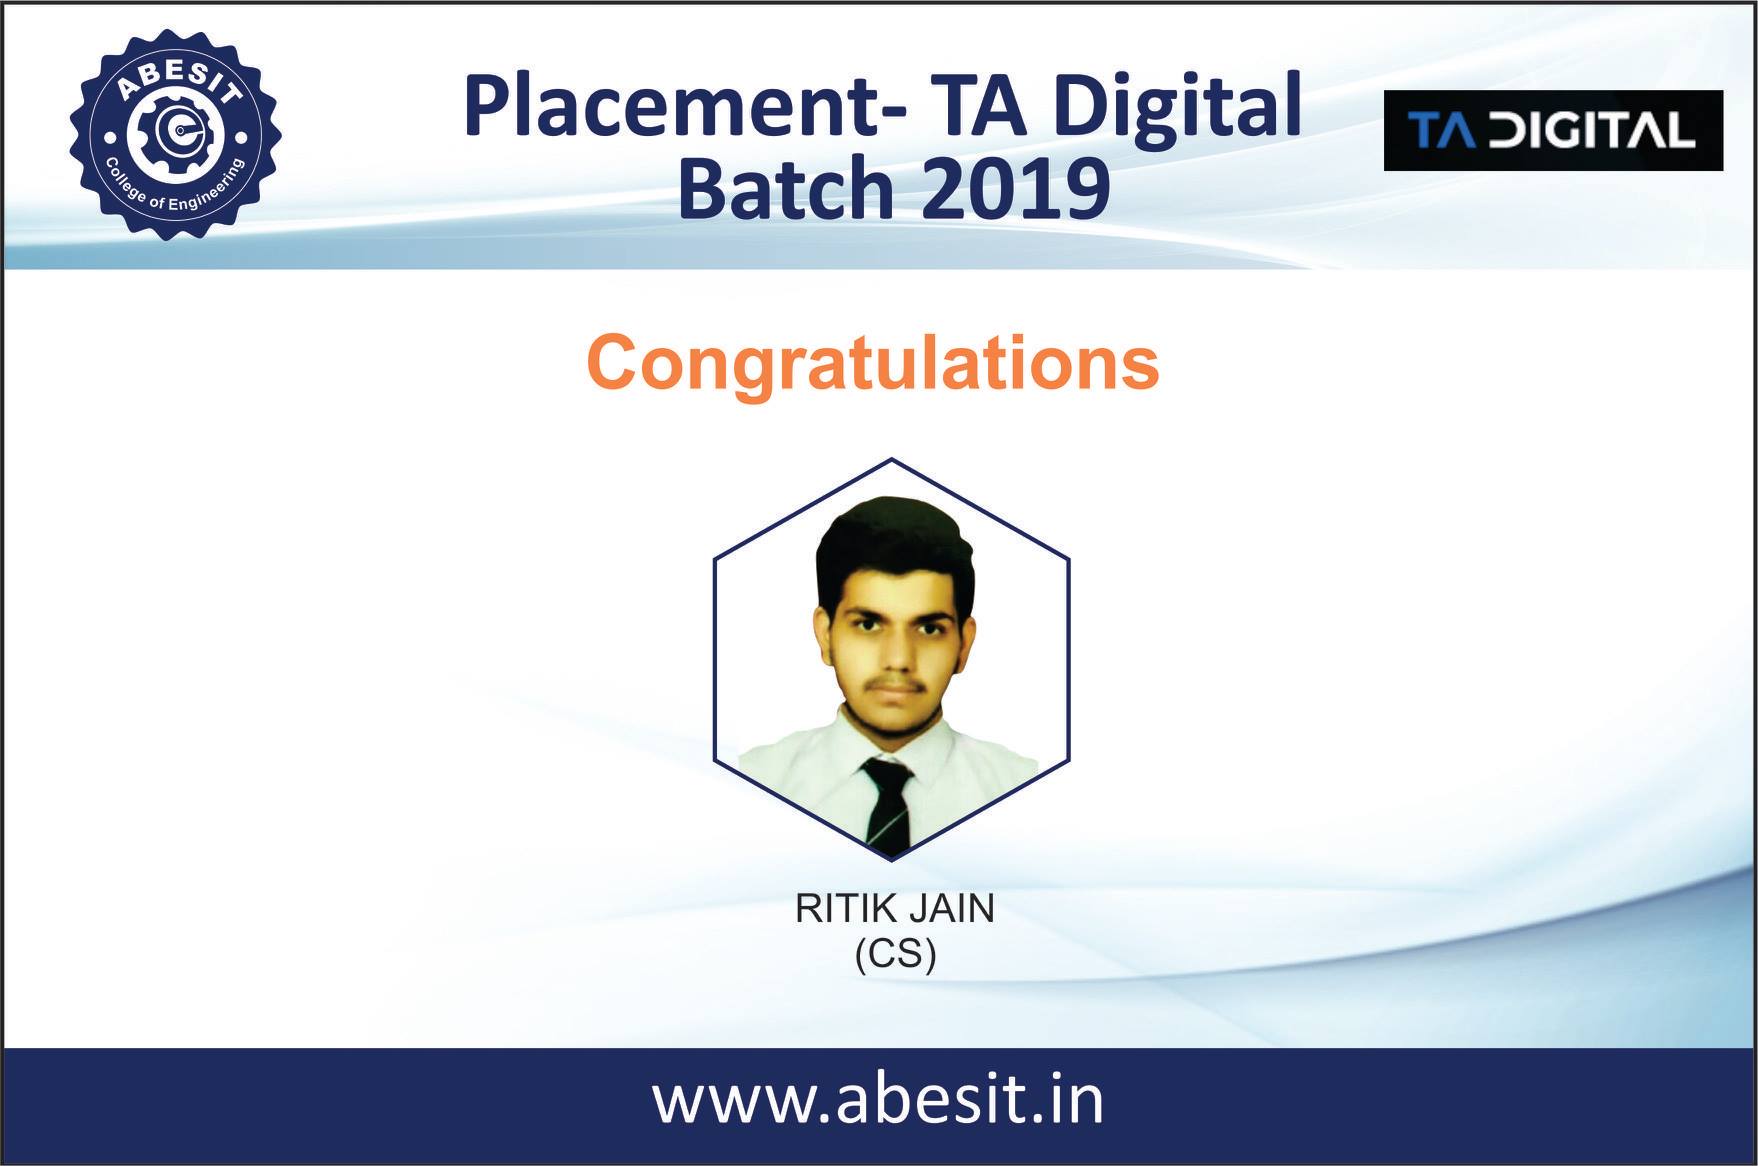 ABESIT
College of Engineering
Placement- TA Digital
Batch 2019
TA DIGITAL
Congratulations
RITIK JAIN
(CS)
www.abesit.in